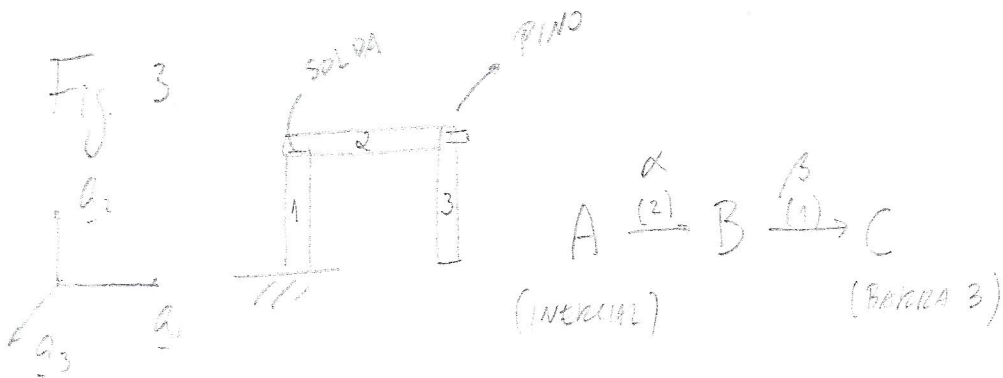 Fig. 3
SOLDA
PINO
2
1
3
a₂
a₁
a₃
α β
A (2) B (1) C
(INERCIAL) (BARRA 3)